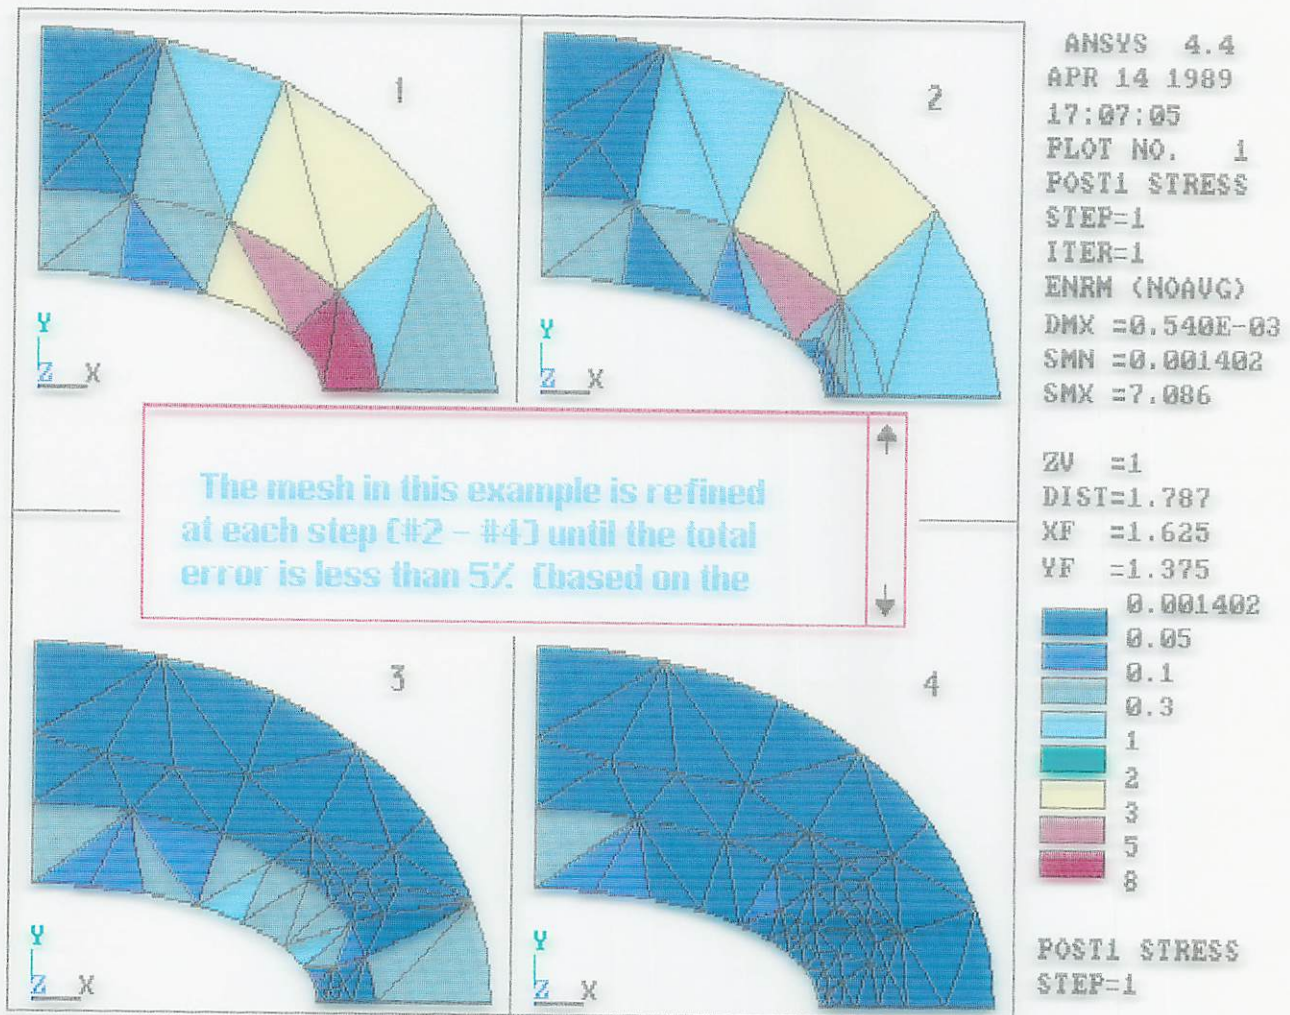 1
2
Y
Z X
Y
Z X
The mesh in this example is refined
at each step (#2 - #4) until the total
error is less than 5% (based on the
3
4
Y
Z X
Y
Z X
ANSYS 4.4
APR 14 1989
17:07:05
PLOT NO. 1
POST1 STRESS
STEP=1
ITER=1
ENRM (NOAVG)
DMX =0.540E-03
SMN =0.001402
SMX =7.086
ZV =1
DIST=1.787
XF =1.625
YF =1.375
0.001402
0.05
0.1
0.3
1
2
3
5
8
POST1 STRESS
STEP=1